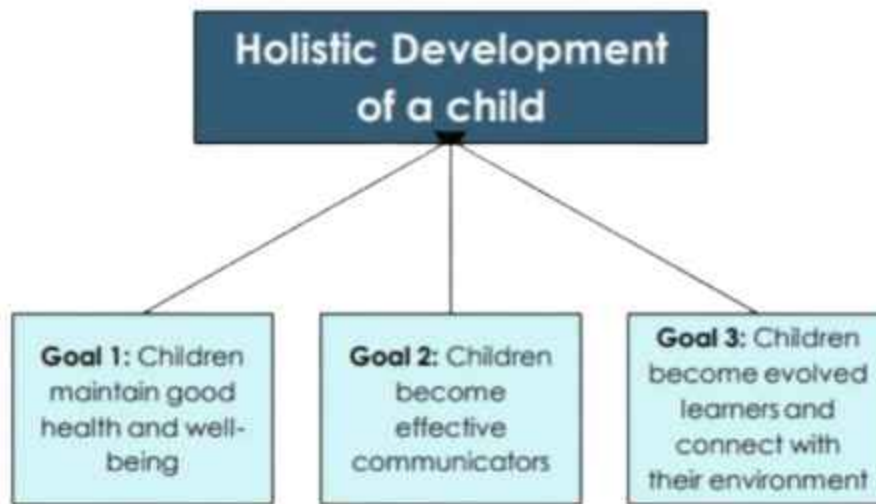 Holistic Development
of a child
Goal 1: Children
maintain good
health and well-
being
Goal 2: Children
become
effective
communicators
Goal 3: Children
become evolved
learners and
connect with
their environment